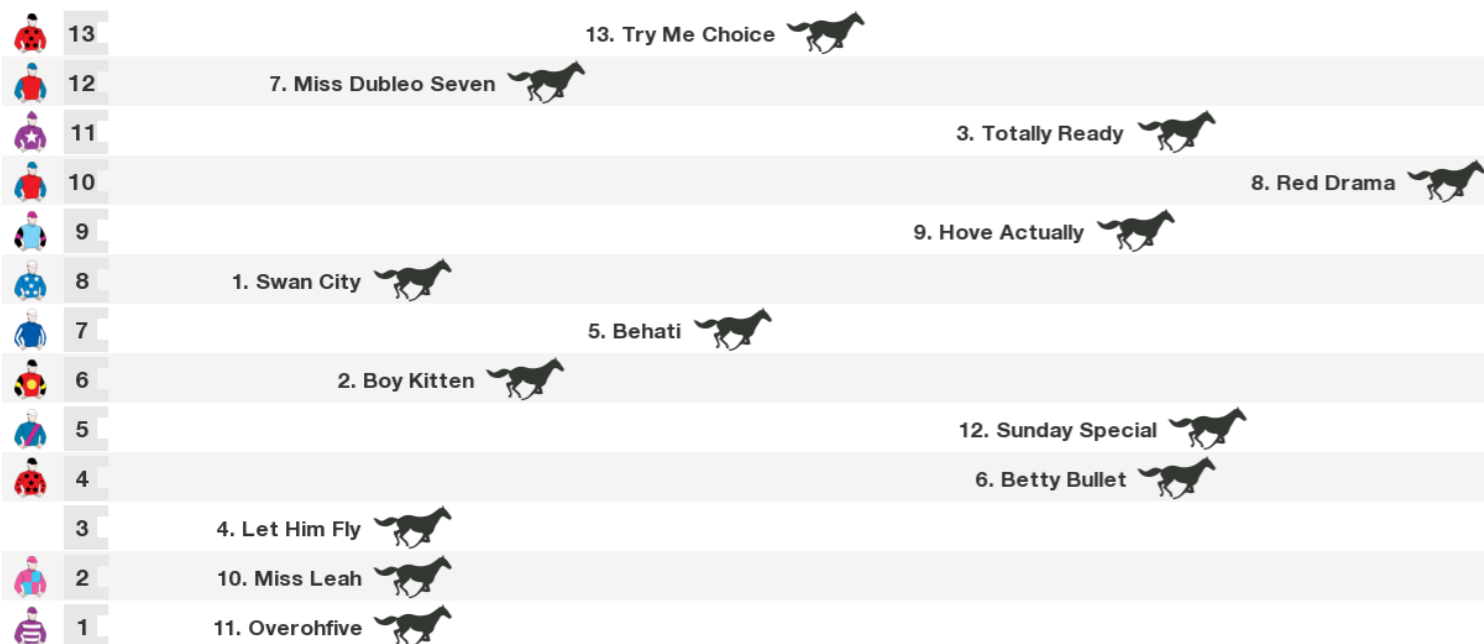 13 13. Try Me Choice
12 7. Miss Dubleo Seven
11 3. Totally Ready
10 8. Red Drama
9 9. Hove Actually
8 1. Swan City
7 5. Behati
6 2. Boy Kitten
5 12. Sunday Special
4 6. Betty Bullet
3 4. Let Him Fly
2 10. Miss Leah
1 11. Overohfive